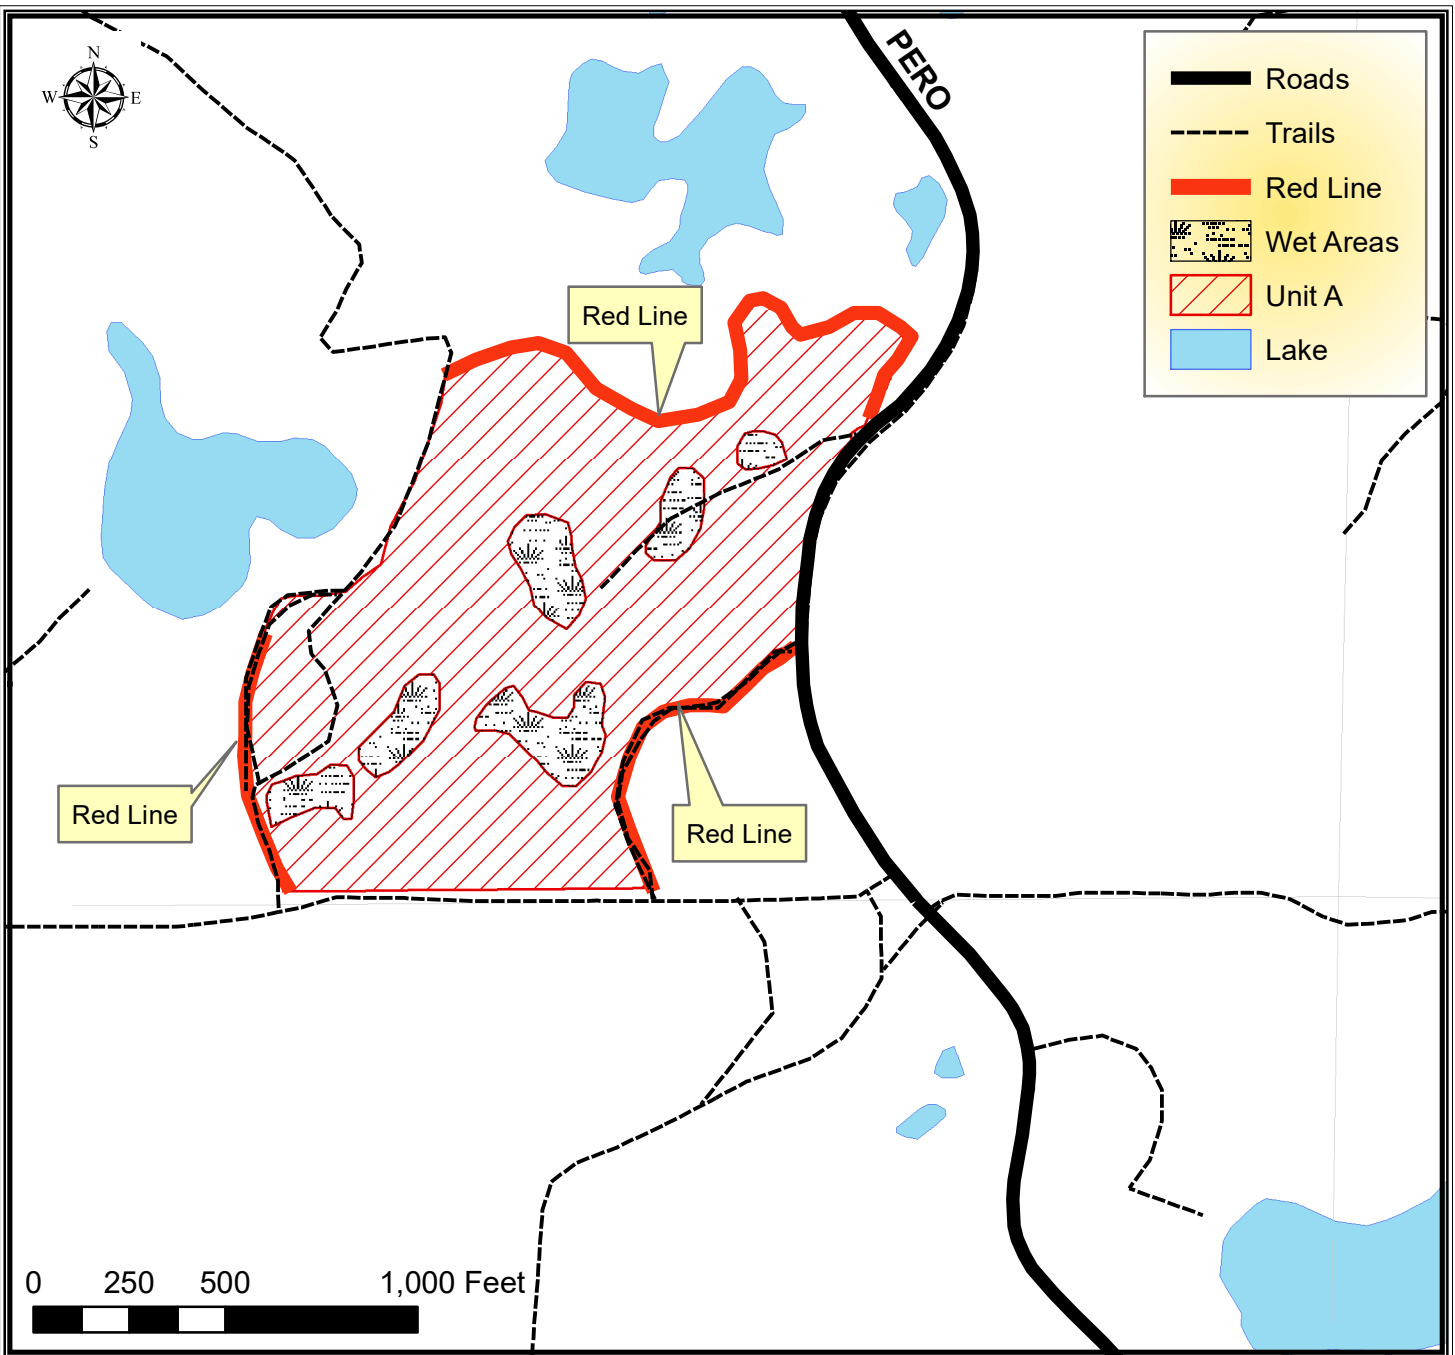 N
W E
S
PERO
Roads
Trails
Red Line
Wet Areas
Unit A
Lake
Red Line
Red Line
Red Line
0 250 500 1,000 Feet